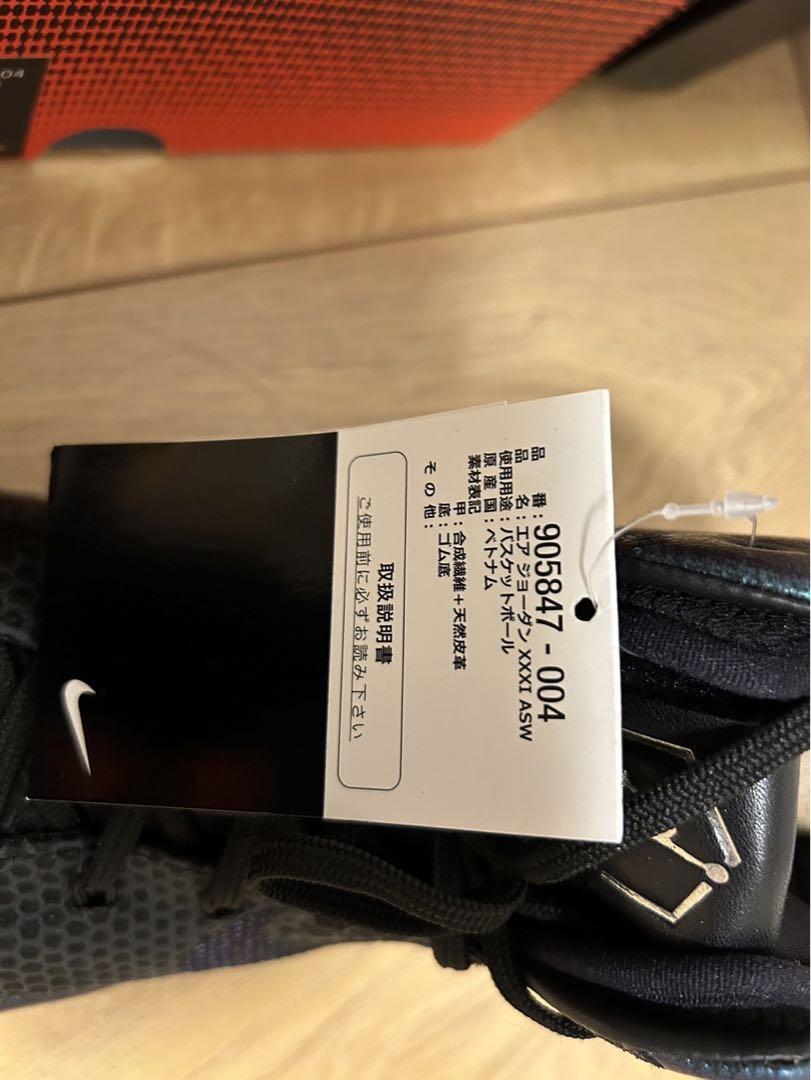 品 番：905847 - 004
品 名：エア ジョーダン XXXI ASW
使用用途：バスケットボール
原 産 国：ベトナム
素材表記
甲：合成繊維＋天然皮革
底：ゴム底
そ の 他：
取扱説明書
ご使用前に必ずお読み下さい
04